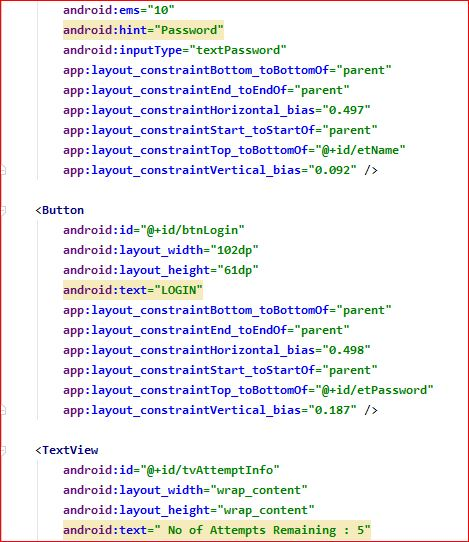 android:ems="10"
android:hint="Password"
android:inputType="textPassword"
app:layout_constraintBottom_toBottomOf="parent"
app:layout_constraintEnd_toEndOf="parent"
app:layout_constraintHorizontal_bias="0.497"
app:layout_constraintStart_toStartOf="parent"
app:layout_constraintTop_toBottomOf="@+id/etName"
app:layout_constraintVertical_bias="0.092" />
<Button
android:id="@+id/btnLogin"
android:layout_width="102dp"
android:layout_height="61dp"
android:text="LOGIN"
app:layout_constraintBottom_toBottomOf="parent"
app:layout_constraintEnd_toEndOf="parent"
app:layout_constraintHorizontal_bias="0.498"
app:layout_constraintStart_toStartOf="parent"
app:layout_constraintTop_toBottomOf="@+id/etPassword"
app:layout_constraintVertical_bias="0.187" />
<TextView
android:id="@+id/tvAttemptInfo"
android:layout_width="wrap_content"
android:layout_height="wrap_content"
android:text=" No of Attempts Remaining : 5"